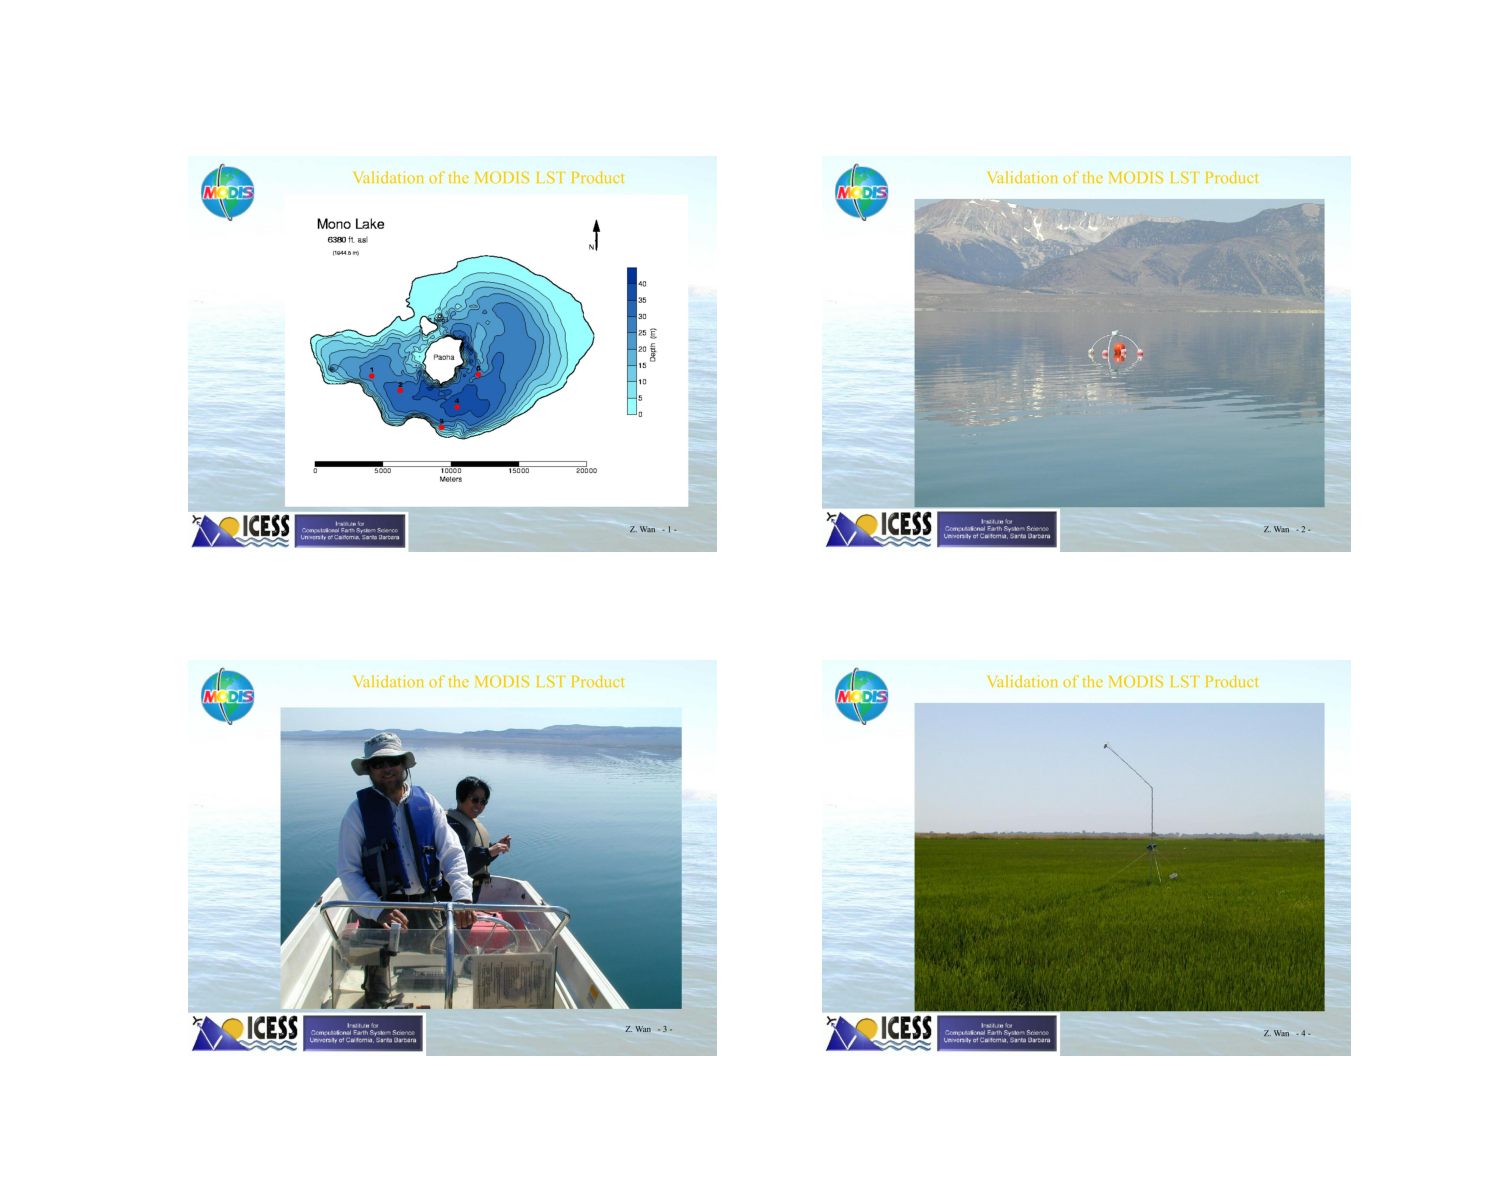 MODIS
Validation of the MODIS LST Product
Mono Lake
6380 ft. asl
(1944.6 m)
N
40
35
30
25
20
15
10
5
0
Depth (m)
Paoha
1
2
4
0
5000
10000
15000
20000
Meters
ICESS
Institute for
Computational Earth System Science
University of California, Santa Barbara
Z. Wan - 1 -
MODIS
Validation of the MODIS LST Product
ICESS
Institute for
Computational Earth System Science
University of California, Santa Barbara
Z. Wan - 2 -
MODIS
Validation of the MODIS LST Product
ICESS
Institute for
Computational Earth System Science
University of California, Santa Barbara
Z. Wan - 3 -
MODIS
Validation of the MODIS LST Product
ICESS
Institute for
Computational Earth System Science
University of California, Santa Barbara
Z. Wan - 4 -